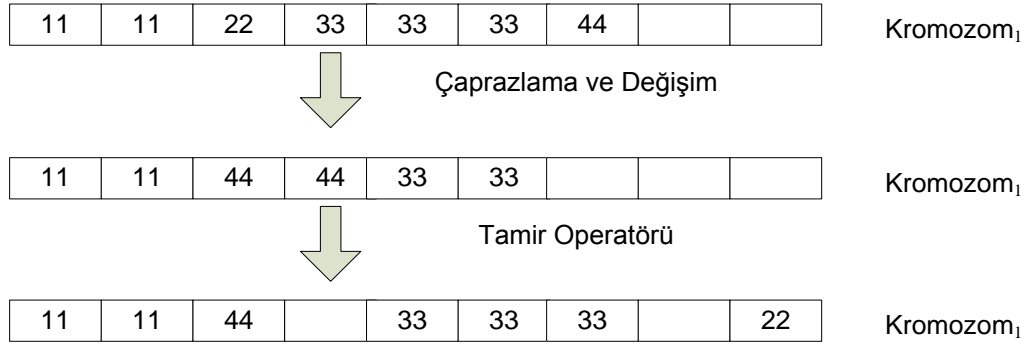 11 11 22 33 33 33 44 Kromozom₁
Çaprazlama ve Değişim
11 11 44 44 33 33 Kromozom₁
Tamir Operatörü
11 11 44 33 33 33 22 Kromozom₁